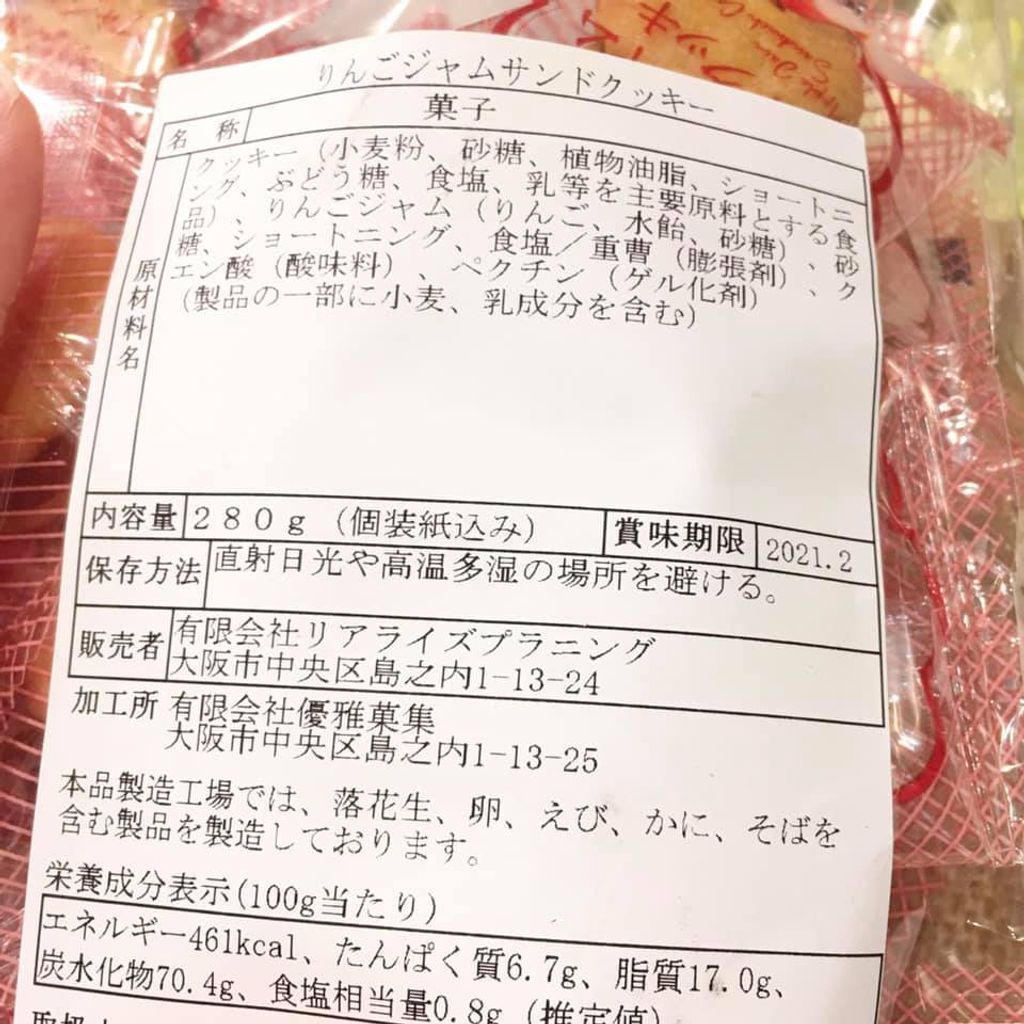 りんごジャムサンドクッキー
名 称 菓子
原材料名
クッキー（小麦粉、砂糖、植物油脂、ショートニ
ング、ぶどう糖、食塩、乳等を主要原料とする食
品）、りんごジャム（りんご、水飴、砂糖）、砂
糖、ショートニング、食塩／重曹（膨張剤）、ク
エン酸（酸味料）、ペクチン（ゲル化剤）
（製品の一部に小麦、乳成分を含む）
内容量 280g（個装紙込み） 賞味期限 2021.2
保存方法 直射日光や高温多湿の場所を避ける。
販売者 有限会社リアライズプラニング
大阪市中央区島之内1-13-24
加工所 有限会社優雅菓集
大阪市中央区島之内1-13-25
本品製造工場では、落花生、卵、えび、かに、そばを
含む製品を製造しております。
栄養成分表示(100g当たり)
エネルギー461kcal、たんぱく質6.7g、脂質17.0g、
炭水化物70.4g、食塩相当量0.8g（推定値）